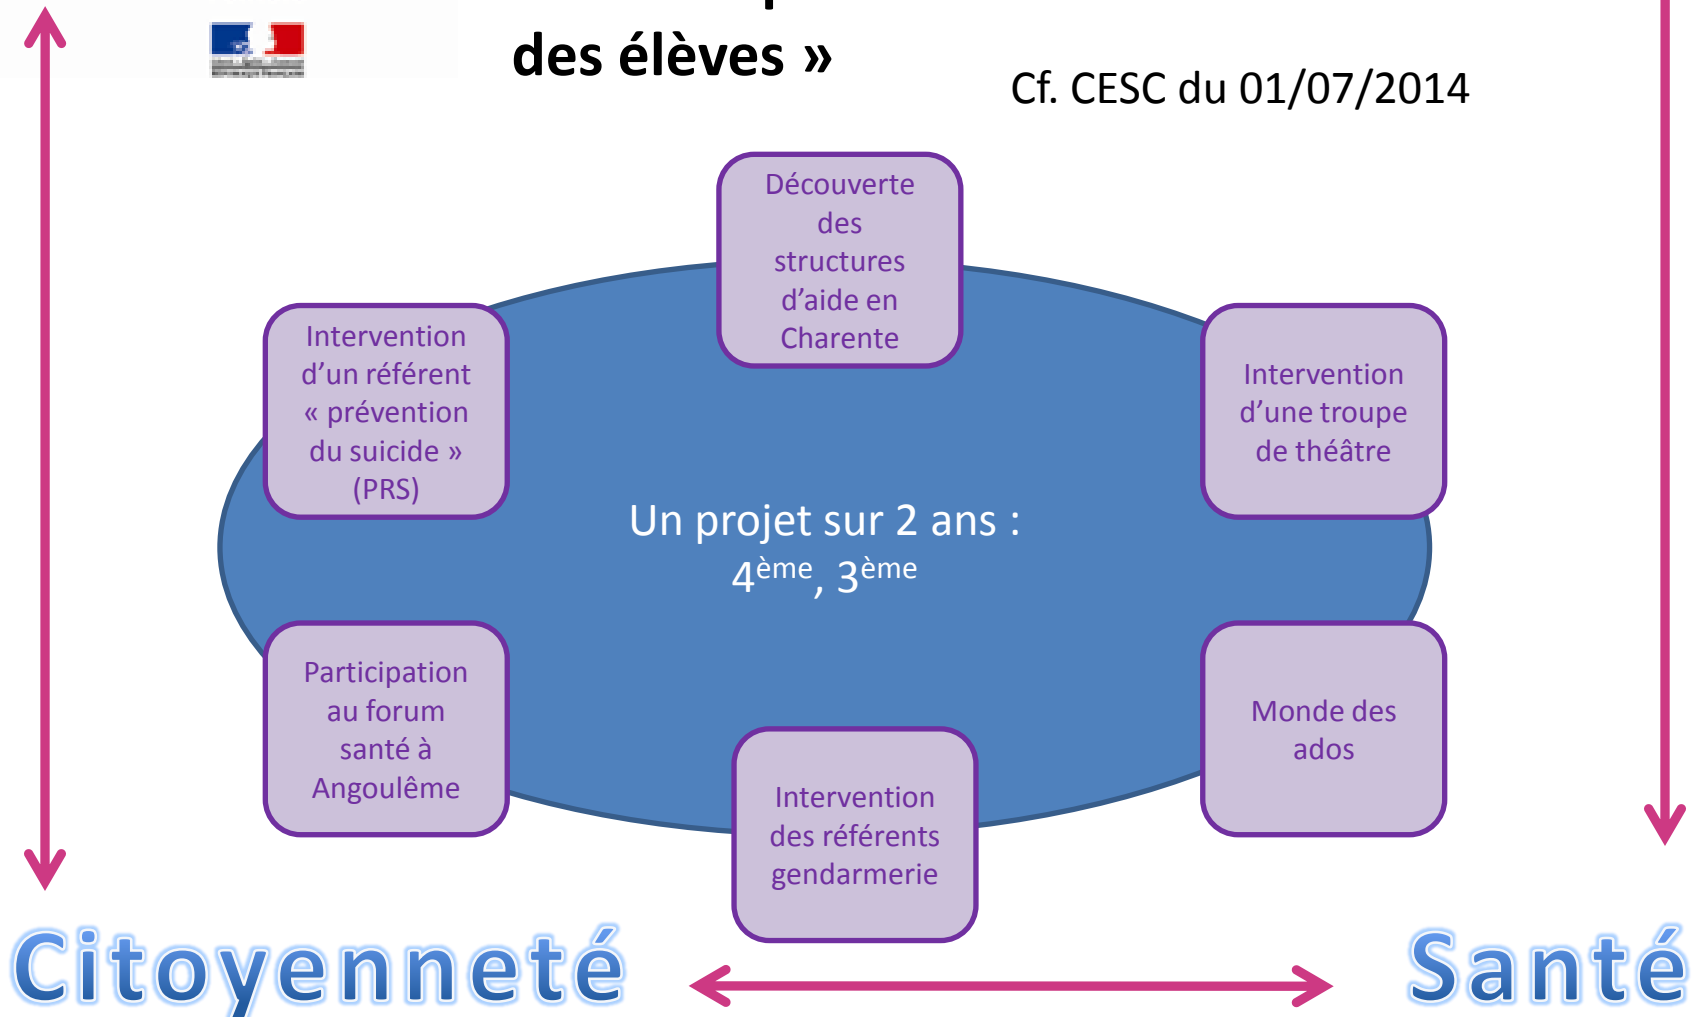 des élèves »
Cf. CESC du 01/07/2014
Découverte
des
structures
d’aide en
Charente
Intervention
d’un référent
« prévention
du suicide »
(PRS)
Intervention
d’une troupe
de théâtre
Un projet sur 2 ans :
4ème, 3ème
Participation
au forum
santé à
Angoulême
Monde des
ados
Intervention
des référents
gendarmerie
Citoyenneté
Santé